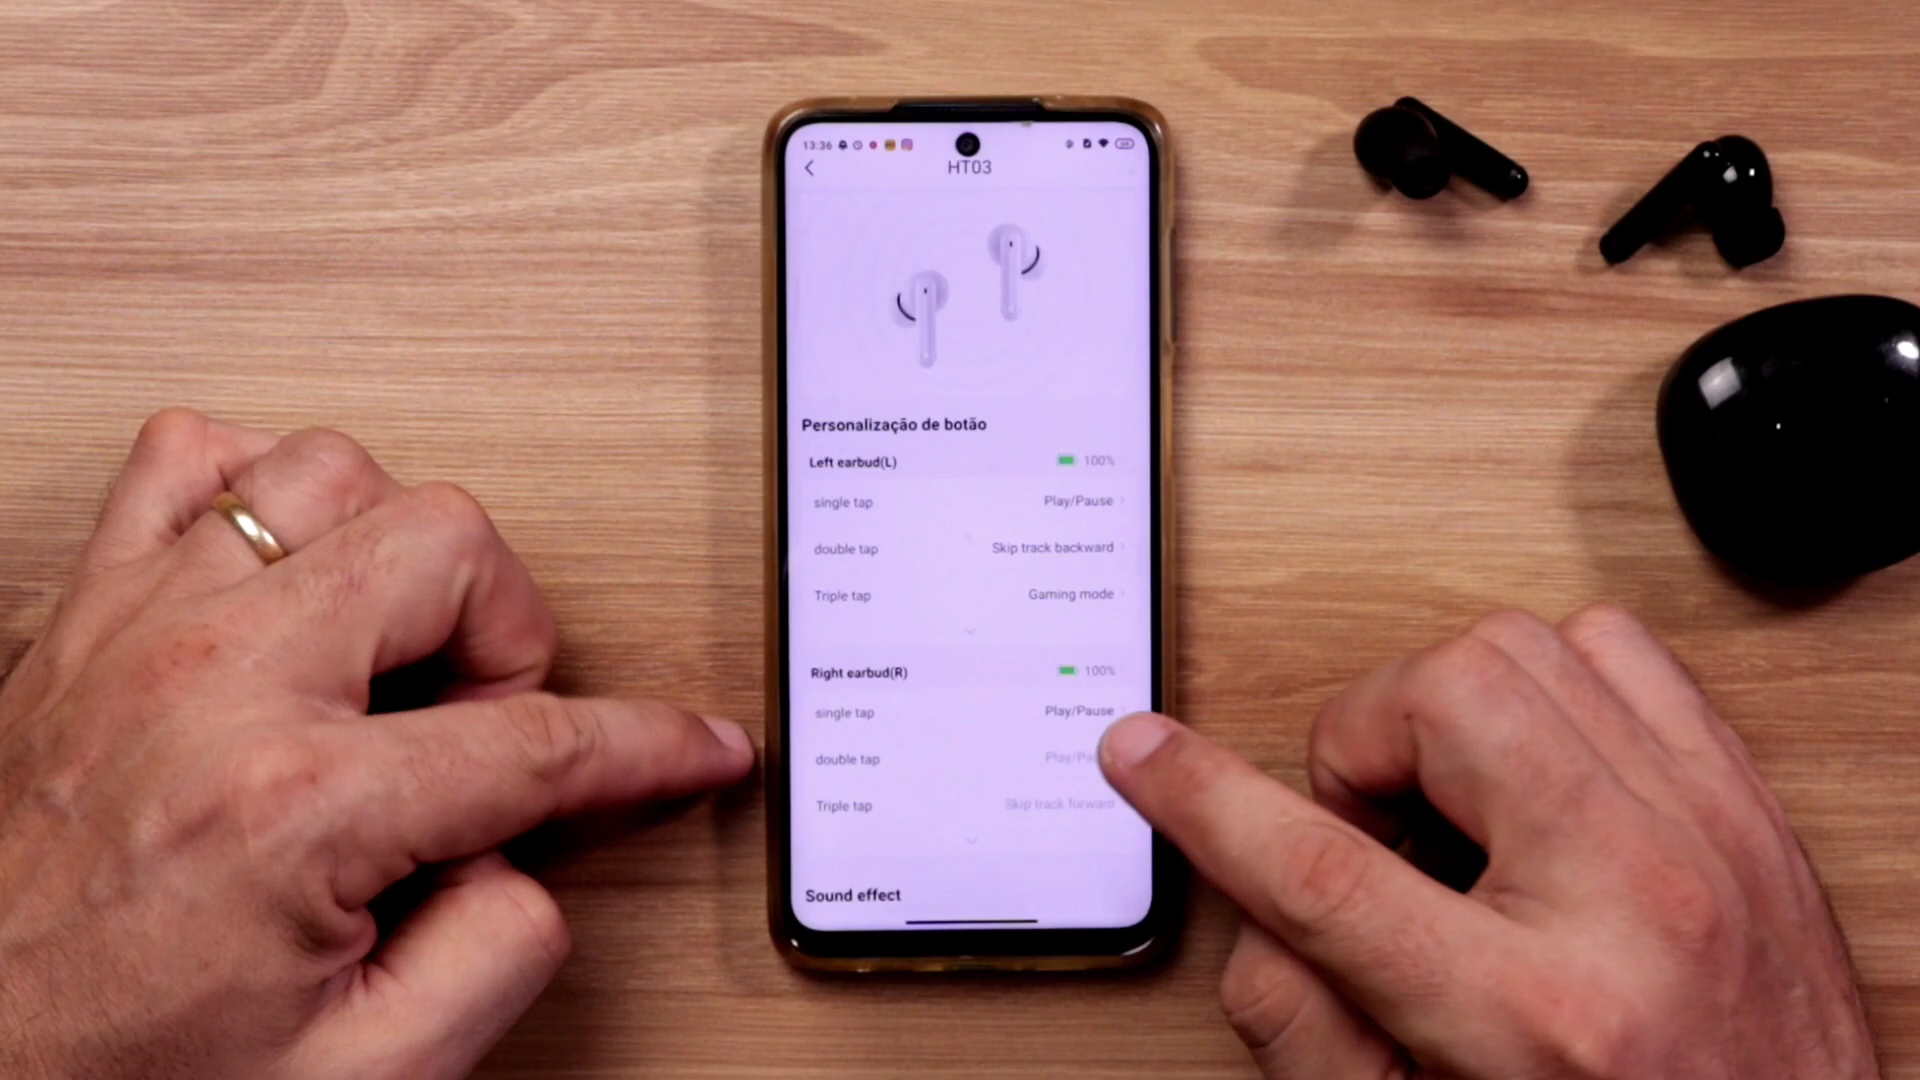 13:36
HT03
Personalização de botão
Left earbud(L) 100%
single tap Play/Pause
double tap Skip track backward
Triple tap Gaming mode
Right earbud(R) 100%
single tap Play/Pause
double tap
Triple tap Skip track forward
Sound effect